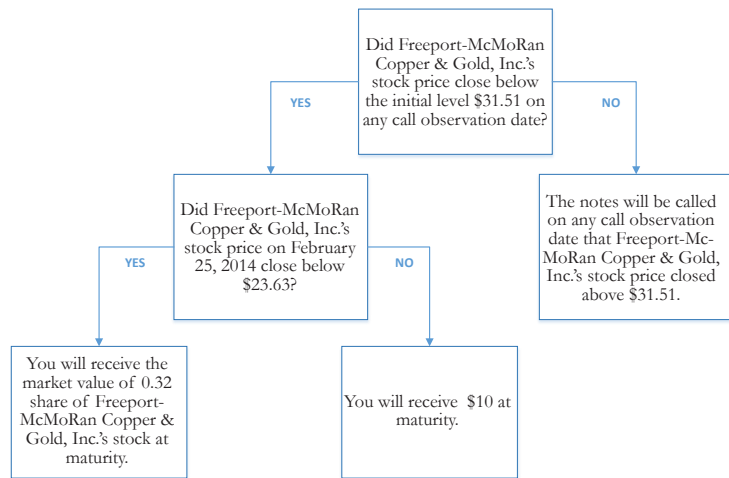 Did Freeport-McMoRan
Copper & Gold, Inc.'s
stock price close below
the initial level $31.51 on
any call observation date?
YES
NO
Did Freeport-McMoRan
Copper & Gold, Inc.'s
stock price on February
25, 2014 close below
$23.63?
The notes will be called
on any call observation
date that Freeport-Mc-
MoRan Copper & Gold,
Inc.'s stock price closed
above $31.51.
YES
NO
You will receive the
market value of 0.32
share of Freeport-
McMoRan Copper &
Gold, Inc.'s stock at
maturity.
You will receive $10 at
maturity.